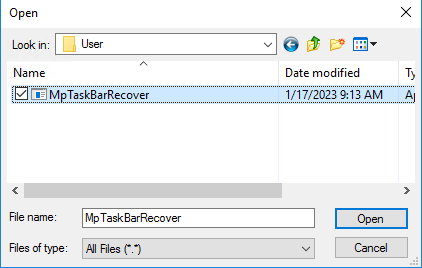 Open
Look in: User
Name Date modified Ty
MpTaskBarRecover 1/17/2023 9:13 AM Ap
File name: MpTaskBarRecover Open
Files of type: All Files (*.*) Cancel